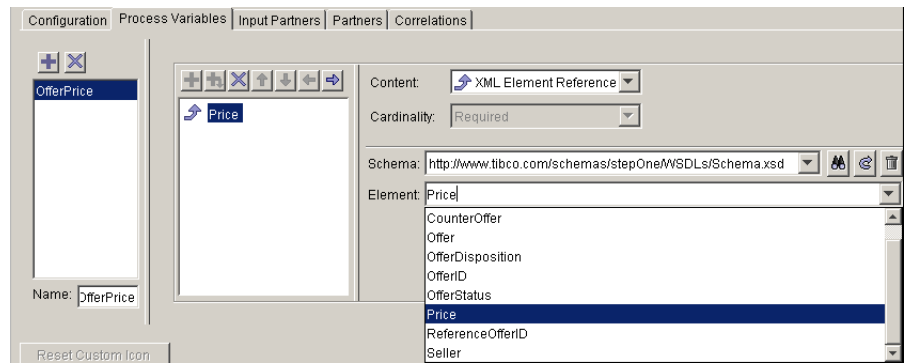 Configuration Process Variables Input Partners Partners Correlations
OfferPrice
Price
Content: XML Element Reference
Cardinality: Required
Schema: http://www.tibco.com/schemas/stepOne/WSDLs/Schema.xsd
Element: Price
CounterOffer
Offer
OfferDisposition
OfferID
OfferStatus
Price
ReferenceOfferID
Seller
Name: OfferPrice
Reset Custom Icon